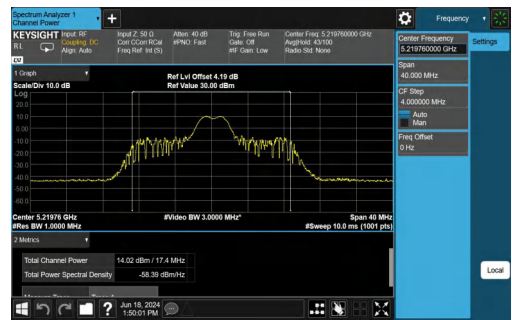 Spectrum Analyzer 1
Channel Power
+
Frequency
KEYSIGHT
RL
Input: RF
Coupling: DC
Align: Auto
Input Z: 50 Ω
Corr CCorr RCal
Freq Ref: Int (S)
Atten: 40 dB
#PNO: Fast
Trig: Free Run
Gate: Off
#IF Gain: Low
Center Freq: 5.219760000 GHz
Avg|Hold: 43/100
Radio Std: None
LVI
Center Frequency
5.219760000 GHz
Settings
Span
40.000 MHz
CF Step
4.000000 MHz
Auto
Man
Freq Offset
0 Hz
1 Graph
Scale/Div 10.0 dB
Ref Lvl Offset 4.19 dB
Ref Value 30.00 dBm
Log
20.0
10.0
0.00
-10.0
-20.0
-30.0
-40.0
-50.0
-60.0
Center 5.21976 GHz
#Res BW 1.0000 MHz
#Video BW 3.0000 MHz*
Span 40 MHz
#Sweep 10.0 ms (1001 pts)
2 Metrics
Total Channel Power 14.02 dBm / 17.4 MHz
Total Power Spectral Density -58.39 dBm/Hz
Local
?
Jun 18, 2024
1:50:01 PM